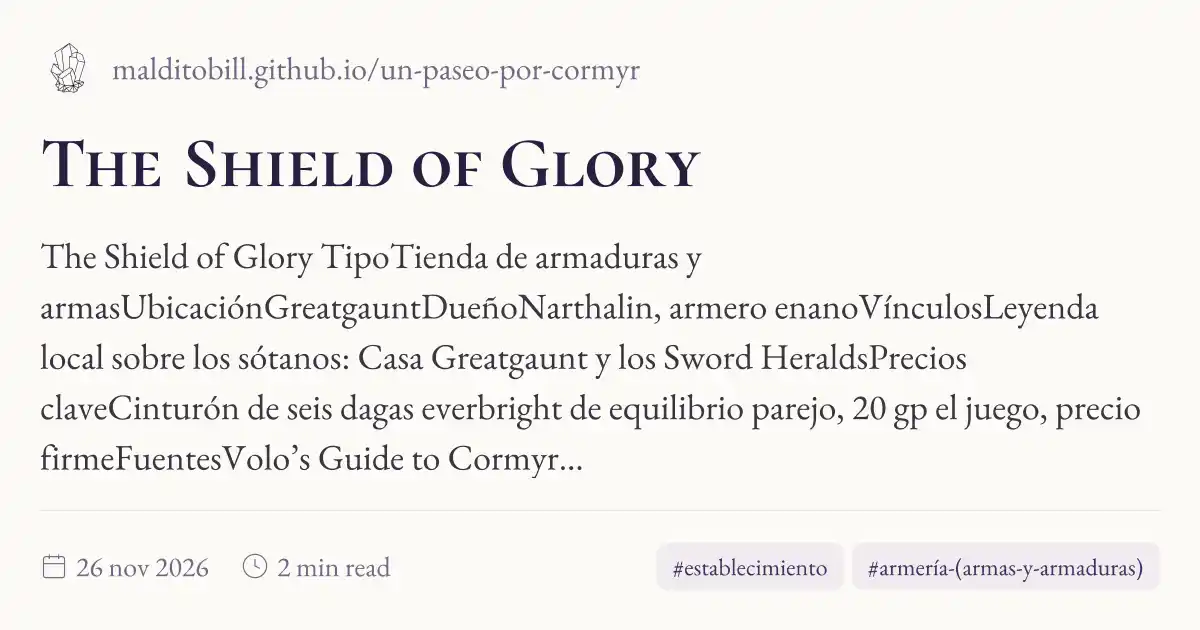 malditobill.github.io/un-paseo-por-cormyr
The Shield of Glory
The Shield of Glory TipoTienda de armaduras y
armasUbicaciónGreatgauntDueñoNarthalin, armero enanoVínculosLeyenda
local sobre los sótanos: Casa Greatgaunt y los Sword HeraldsPrecios
claveCinturón de seis dagas everbright de equilibrio parejo, 20 gp el juego, precio
firmeFuentesVolo’s Guide to Cormyr...
26 nov 2026 2 min read #establecimiento #armería-(armas-y-armaduras)